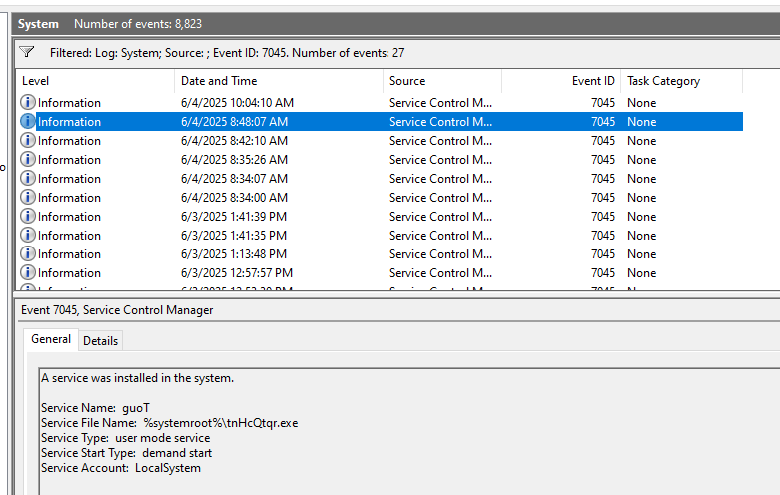 System Number of events: 8,823
Filtered: Log: System; Source: ; Event ID: 7045. Number of events: 27
Level Date and Time Source Event ID Task Category
Information 6/4/2025 10:04:10 AM Service Control M... 7045 None
Information 6/4/2025 8:48:07 AM Service Control M... 7045 None
Information 6/4/2025 8:42:10 AM Service Control M... 7045 None
Information 6/4/2025 8:35:26 AM Service Control M... 7045 None
Information 6/4/2025 8:34:07 AM Service Control M... 7045 None
Information 6/4/2025 8:34:00 AM Service Control M... 7045 None
Information 6/3/2025 1:41:39 PM Service Control M... 7045 None
Information 6/3/2025 1:41:35 PM Service Control M... 7045 None
Information 6/3/2025 1:13:48 PM Service Control M... 7045 None
Information 6/3/2025 12:57:57 PM Service Control M... 7045 None
Event 7045, Service Control Manager
General Details
A service was installed in the system.
Service Name: guoT
Service File Name: %systemroot%\tnHcQtqr.exe
Service Type: user mode service
Service Start Type: demand start
Service Account: LocalSystem